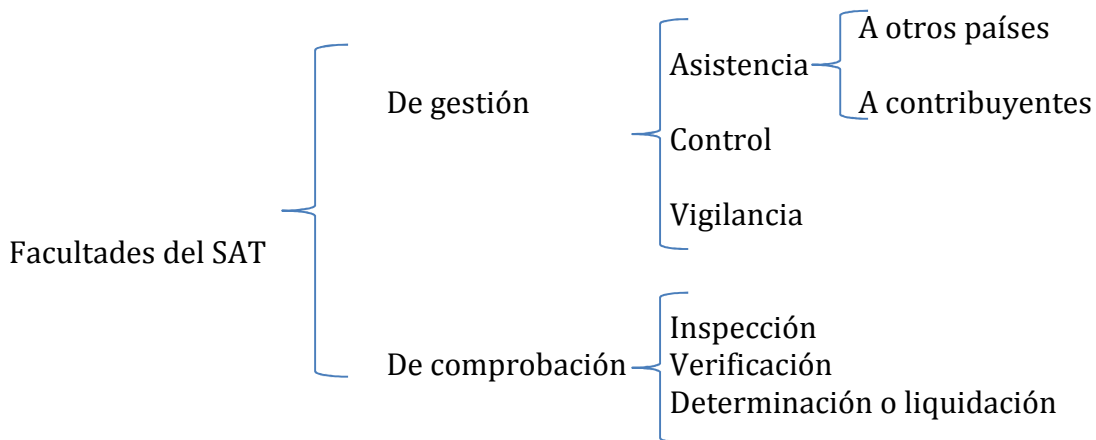 A otros países
Asistencia
De gestión
A contribuyentes
Control
Vigilancia
Facultades del SAT
Inspección
De comprobación
Verificación
Determinación o liquidación